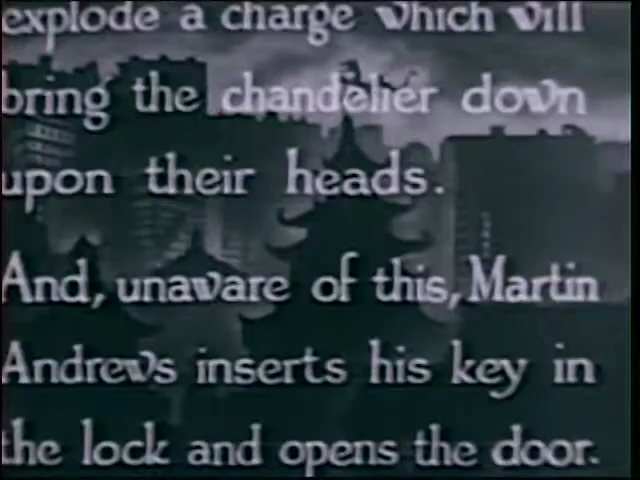 explode a charge which will
bring the chandelier down
upon their heads.
And, unaware of this, Martin
Andrews inserts his key in
the lock and opens the door.